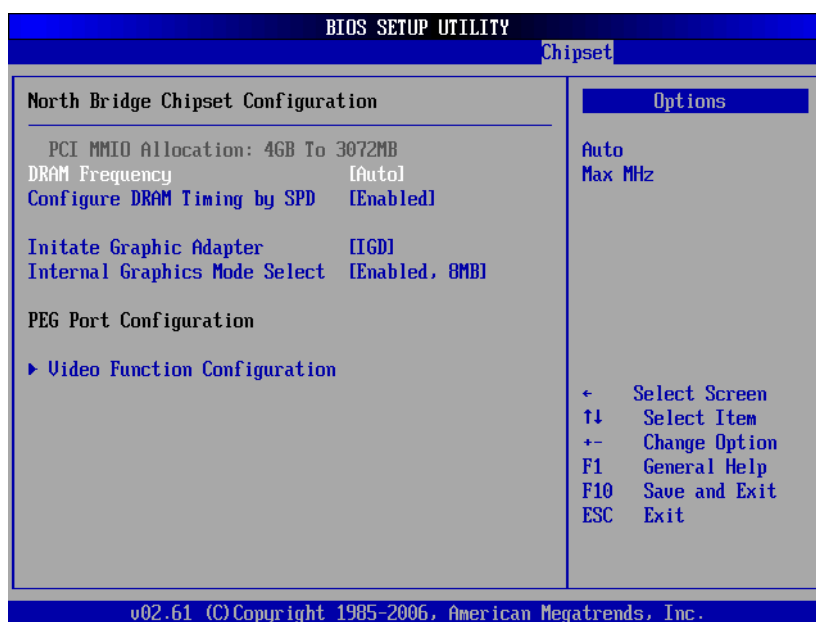 BIOS SETUP UTILITY
Chipset
North Bridge Chipset Configuration
PCI MMIO Allocation: 4GB To 3072MB
DRAM Frequency [Auto]
Configure DRAM Timing by SPD [Enabled]
Initate Graphic Adapter [IGD]
Internal Graphics Mode Select [Enabled, 8MB]
PEG Port Configuration
▶ Video Function Configuration
Options
Auto
Max MHz
← Select Screen
↑↓ Select Item
+- Change Option
F1 General Help
F10 Save and Exit
ESC Exit
v02.61 (C)Copyright 1985-2006, American Megatrends, Inc.